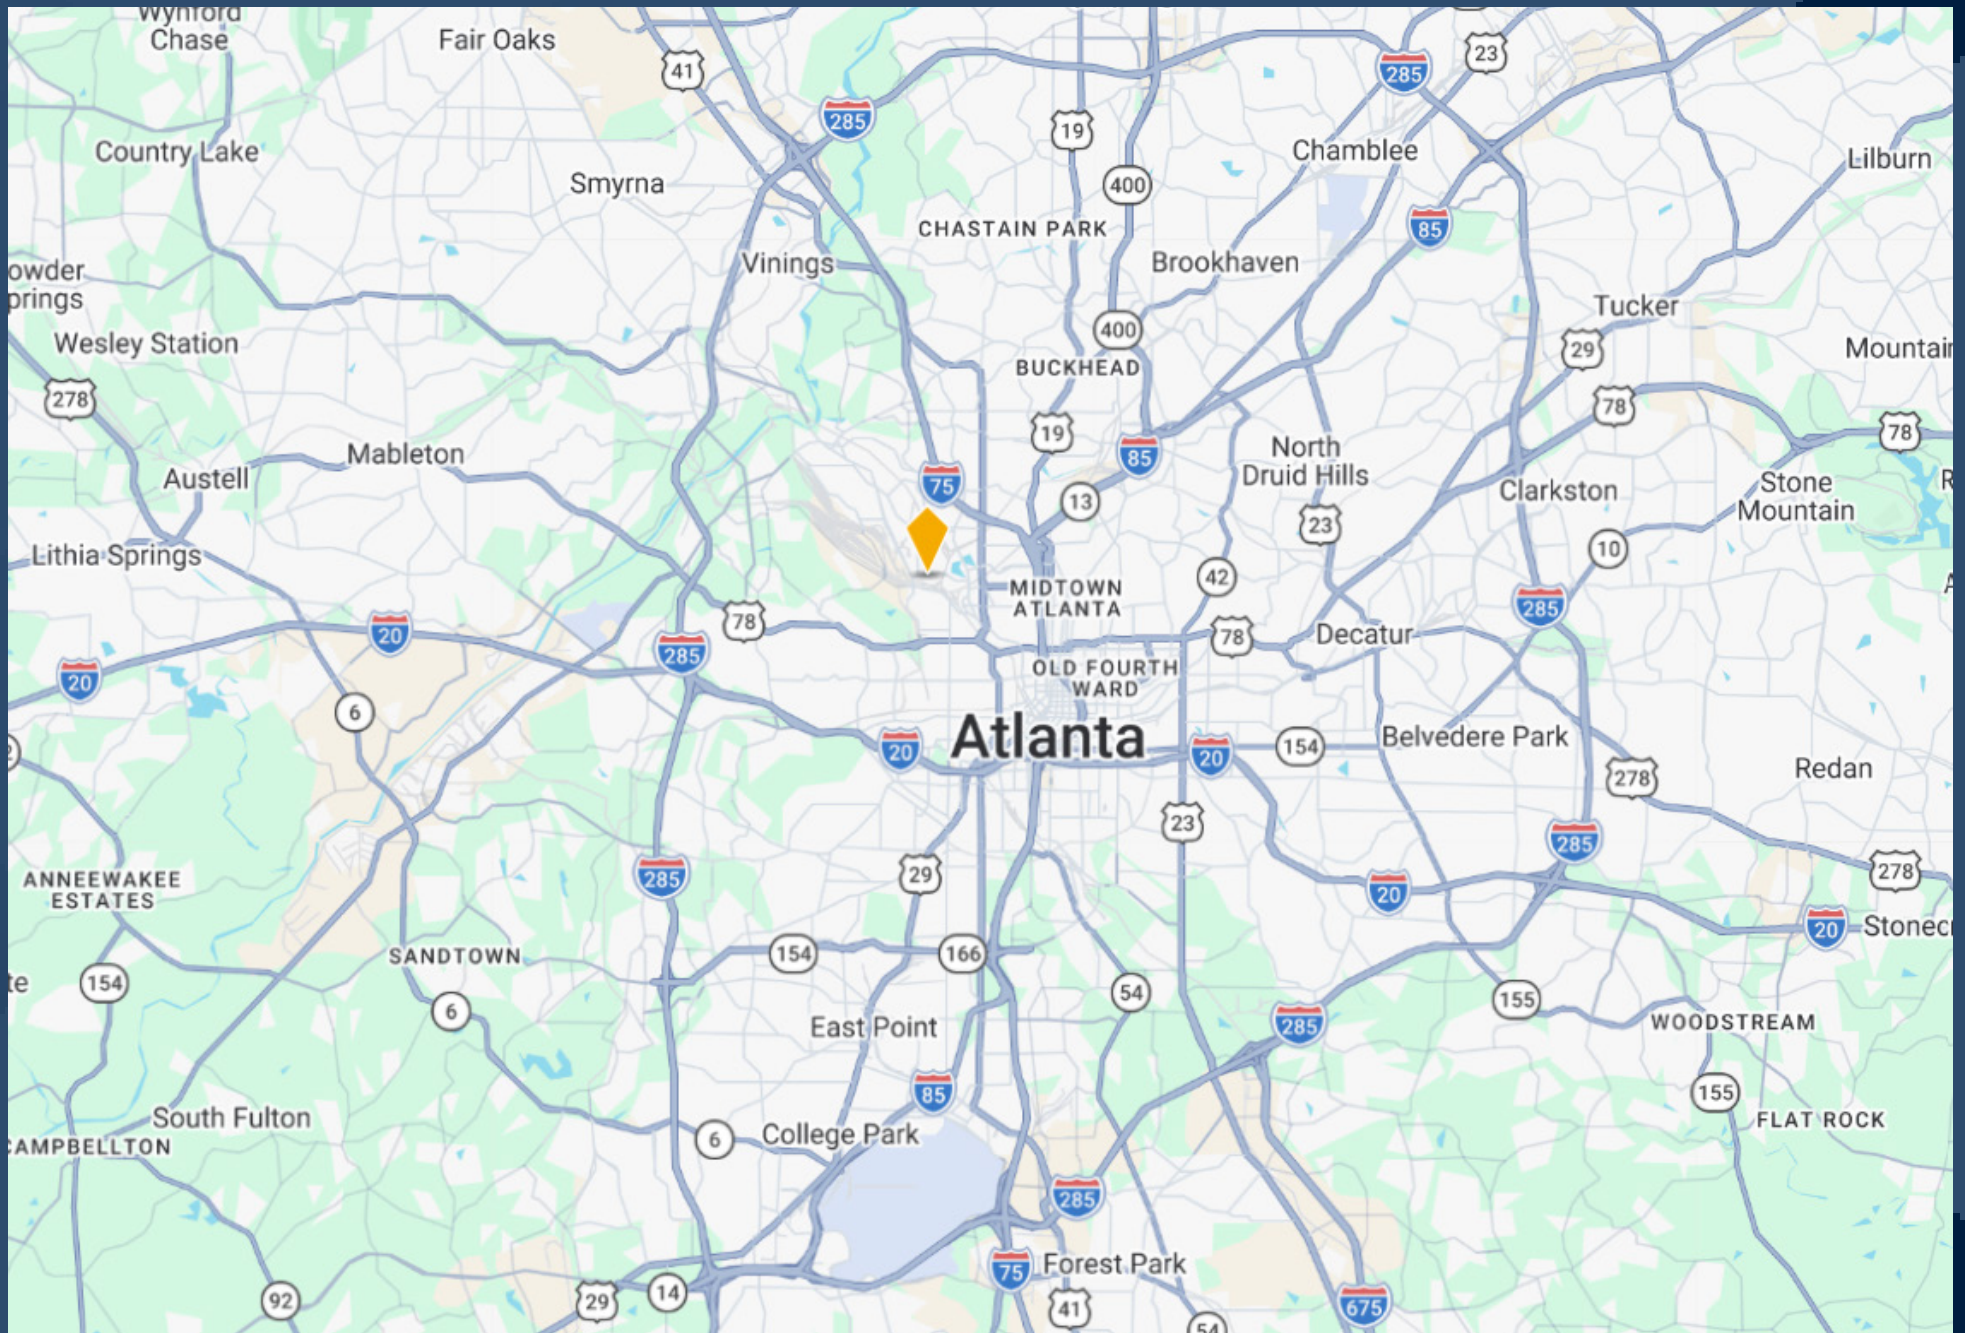 Wynford
Chase
Fair Oaks
41
285
23
285
19
Country Lake
Chamblee
Lilburn
Smyrna
400
CHASTAIN PARK
85
Vinings
Brookhaven
owder
prings
Tucker
Wesley Station
400
29
Mountain
BUCKHEAD
278
78
19
78
Mableton
85
North
Druid Hills
Austell
75
Clarkston
Stone
Mountain
R
13
23
Lithia Springs
10
42
MIDTOWN
ATLANTA
A
285
78
20
78
Decatur
285
20
OLD FOURTH
WARD
6
Atlanta
Belvedere Park
20
20
154
2
Redan
278
23
285
29
285
278
ANNEEWAKEE
ESTATES
20
20
Stonec
SANDTOWN
154
166
te
154
54
6
155
East Point
285
WOODSTREAM
85
155
South Fulton
FLAT ROCK
6
College Park
CAMPBELLTON
285
75
Forest Park
92
29
14
41
675
54